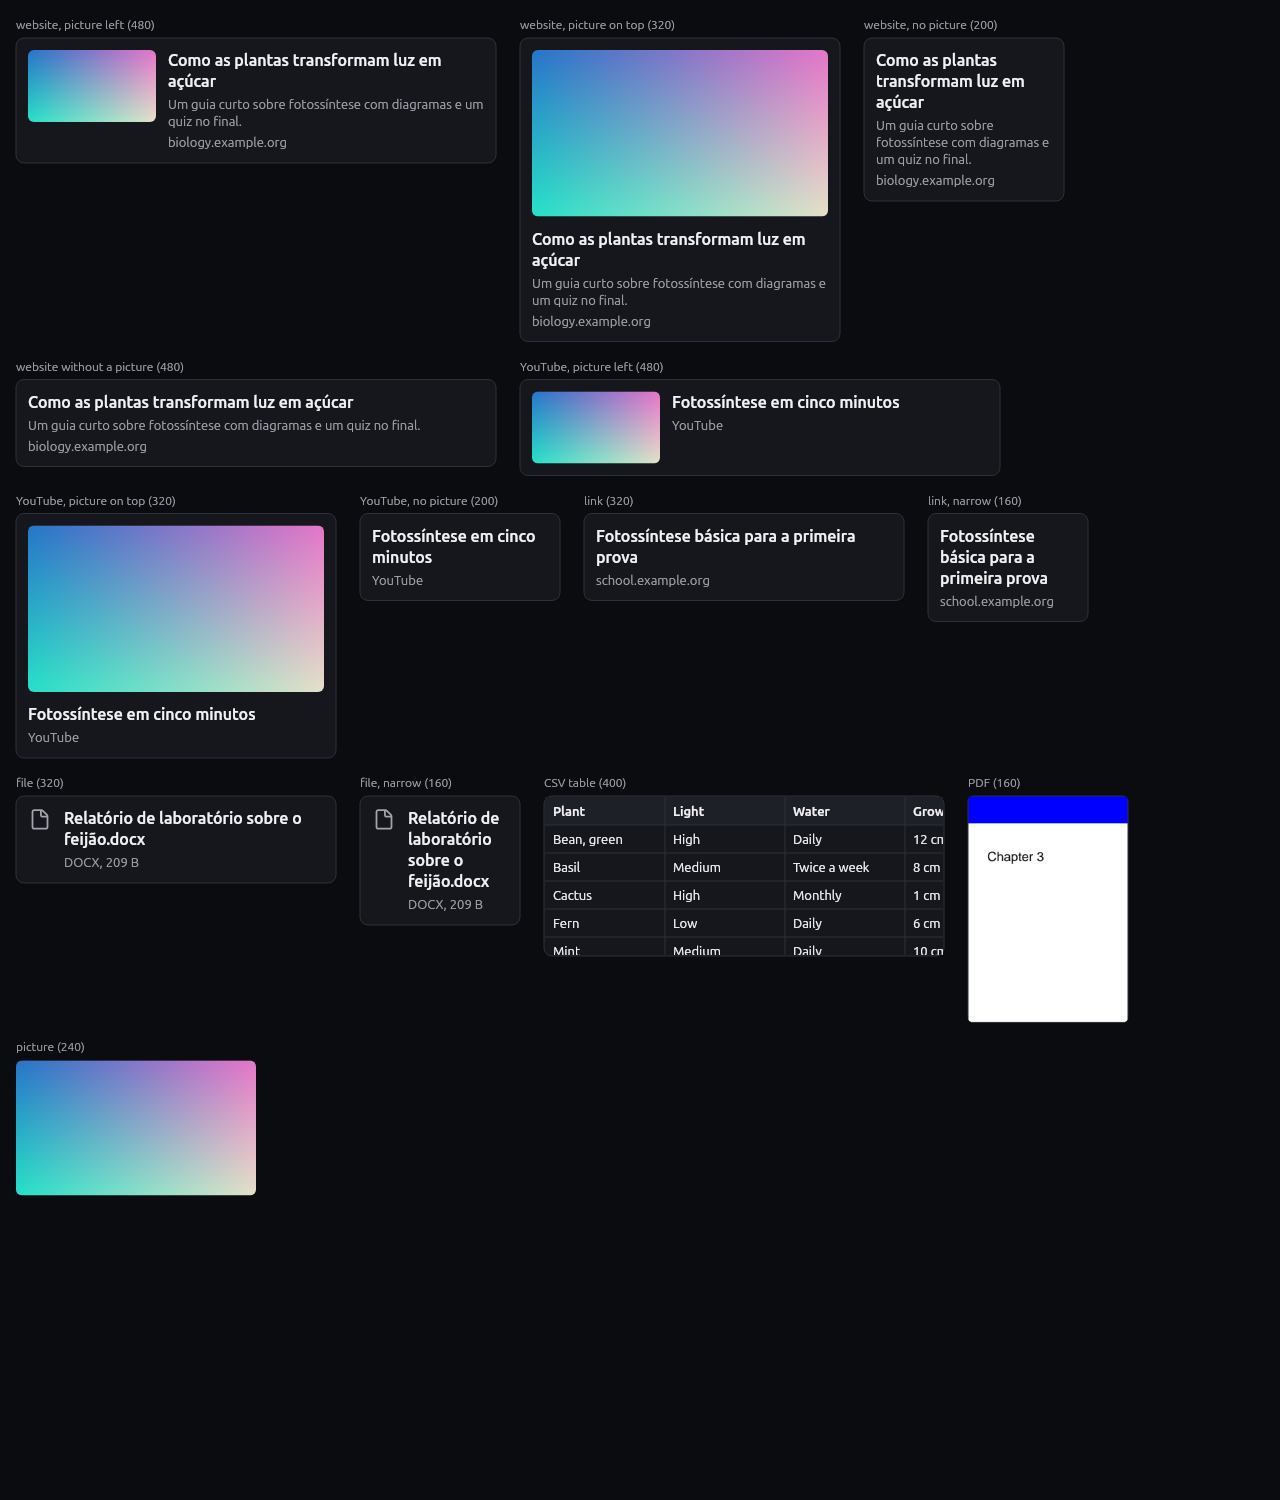 website, picture left (480)
Como as plantas transformam luz em
açúcar
Um guia curto sobre fotossíntese com diagramas e um
quiz no final.
biology.example.org
website, picture on top (320)
Como as plantas transformam luz em
açúcar
Um guia curto sobre fotossíntese com diagramas e
um quiz no final.
biology.example.org
website, no picture (200)
Como as plantas
transformam luz em
açúcar
Um guia curto sobre
fotossíntese com diagramas e
um quiz no final.
biology.example.org
website without a picture (480)
Como as plantas transformam luz em açúcar
Um guia curto sobre fotossíntese com diagramas e um quiz no final.
biology.example.org
YouTube, picture left (480)
Fotossíntese em cinco minutos
YouTube
YouTube, picture on top (320)
Fotossíntese em cinco minutos
YouTube
YouTube, no picture (200)
Fotossíntese em cinco
minutos
YouTube
link (320)
Fotossíntese básica para a primeira
prova
school.example.org
link, narrow (160)
Fotossíntese
básica para a
primeira prova
school.example.org
file (320)
Relatório de laboratório sobre o
feijão.docx
DOCX, 209 B
file, narrow (160)
Relatório de
laboratório
sobre o
feijão.docx
DOCX, 209 B
CSV table (400)
Plant Light Water Grow
Bean, green High Daily 12 cm
Basil Medium Twice a week 8 cm
Cactus High Monthly 1 cm
Fern Low Daily 6 cm
Mint Medium Daily 10 cm
PDF (160)
Chapter 3
picture (240)